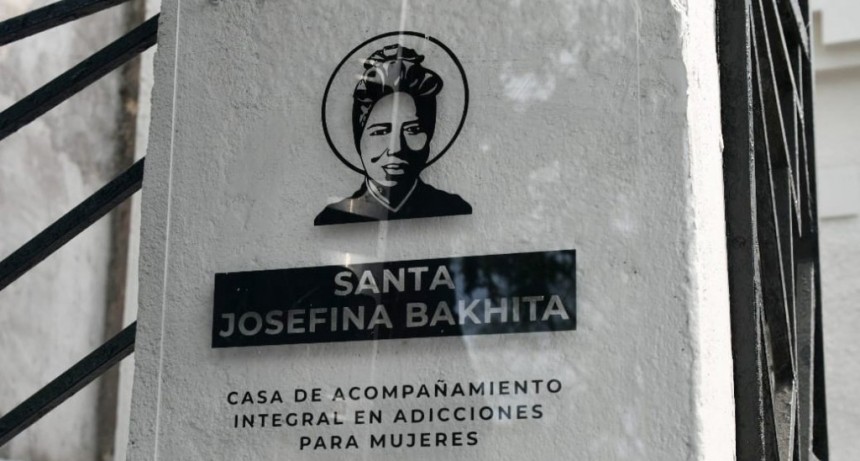 SANTA
JOSEFINA BAKHITA
CASA DE ACOMPAÑAMIENTO
INTEGRAL EN ADICCIONES
PARA MUJERES